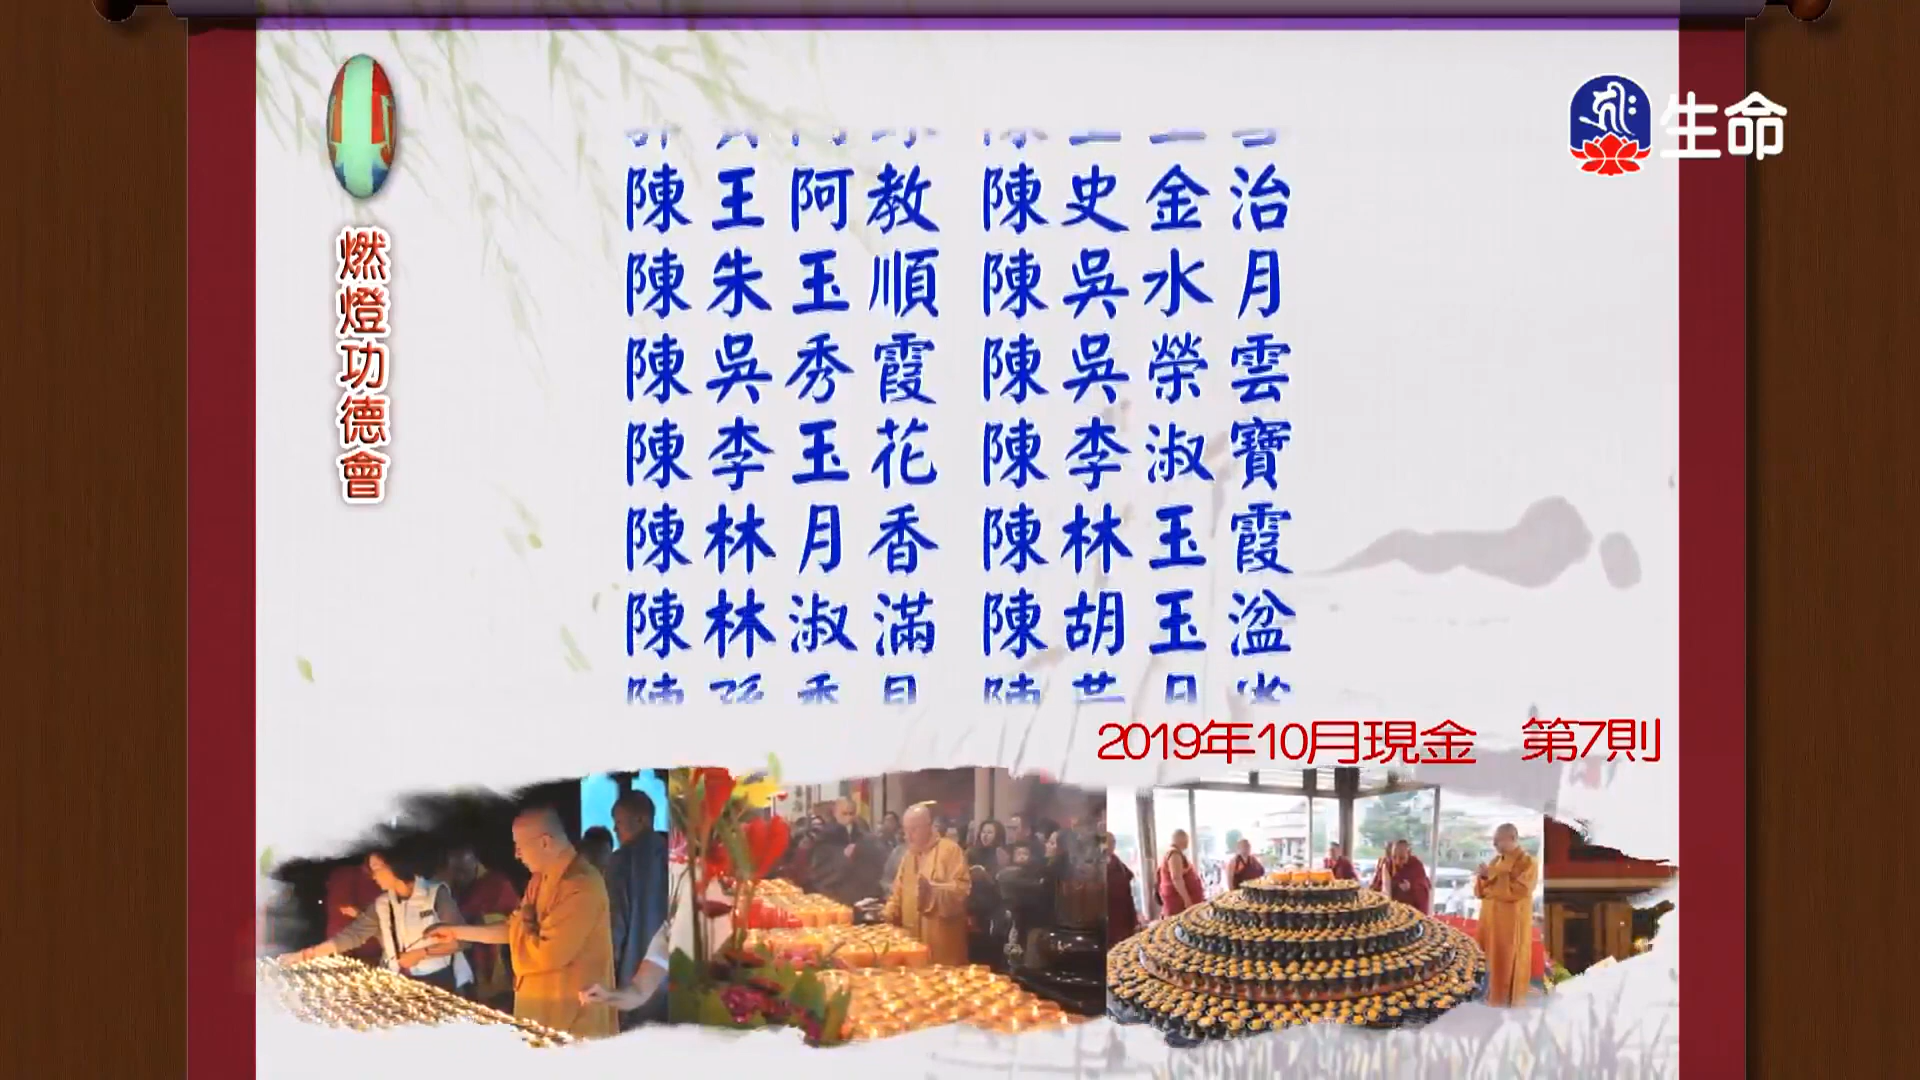 生命
燃燈功德會
陳王阿教 陳史金治
陳朱玉順 陳吳水月
陳吳秀霞 陳吳榮雲
陳李玉花 陳李淑寶
陳林月香 陳林玉霞
陳林淑滿 陳胡玉湓
2019年10月現金 第7則